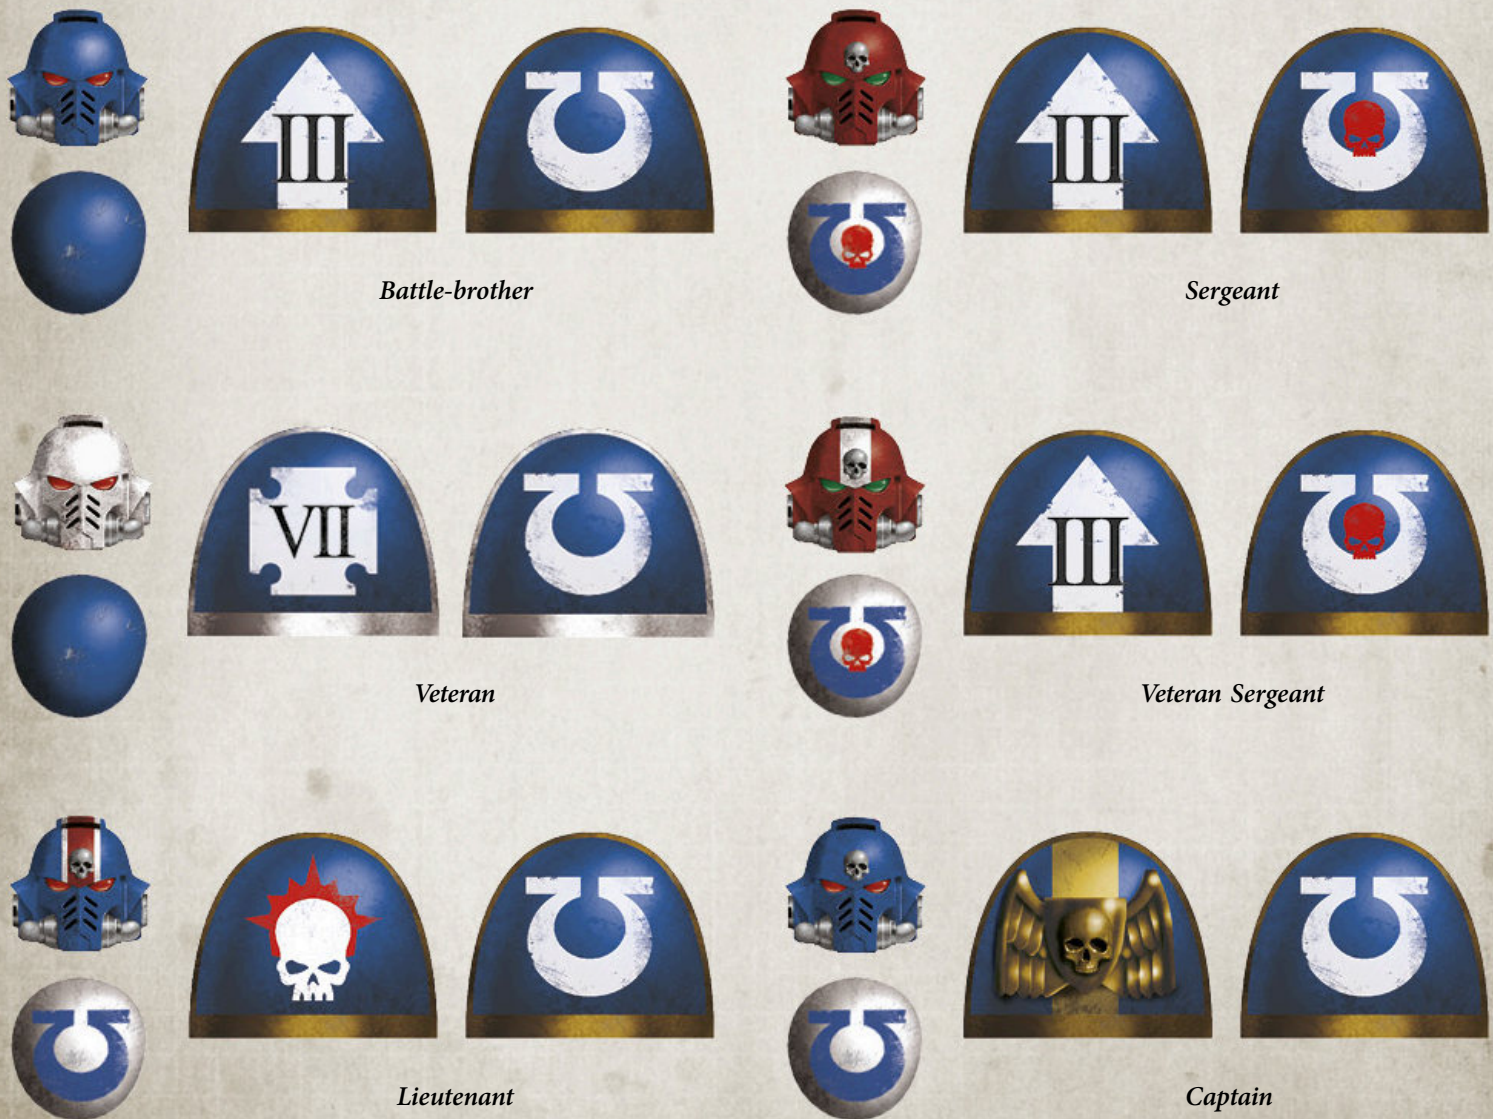 III
III
Battle-brother
Sergeant
VII
III
Veteran
Veteran Sergeant
Lieutenant
Captain